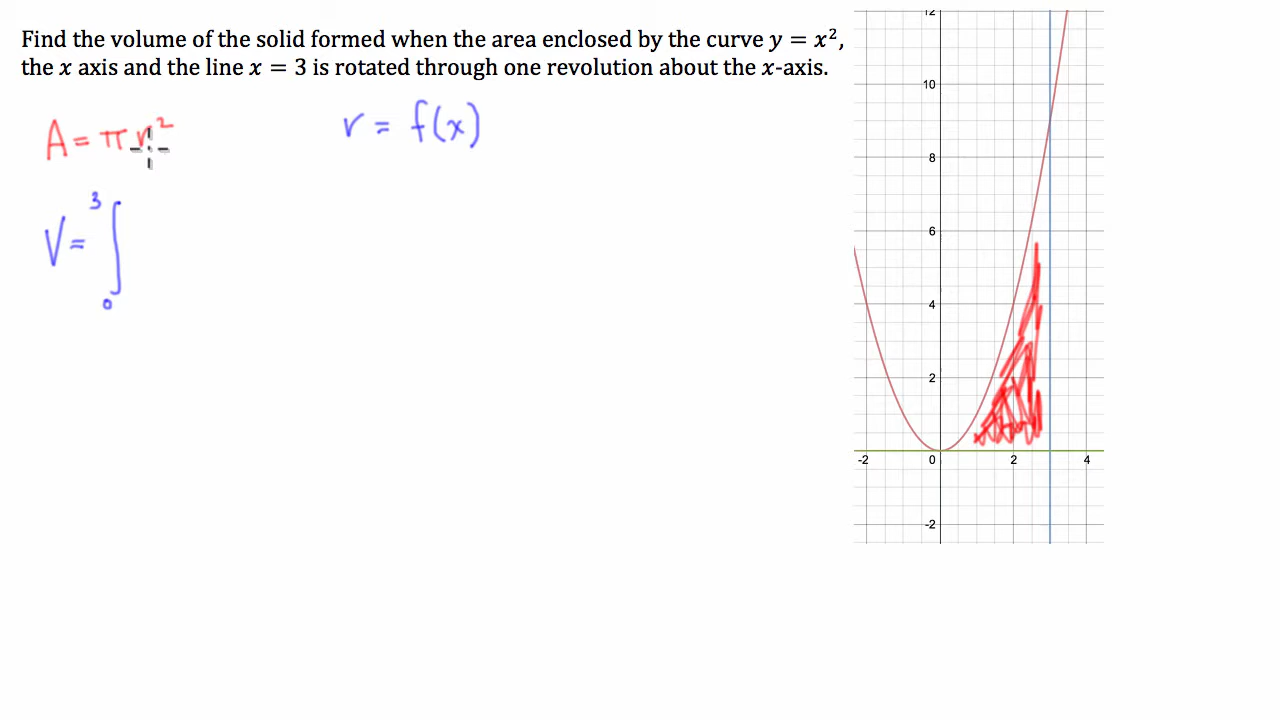 Find the volume of the solid formed when the area enclosed by the curve y = x²,
the x axis and the line x = 3 is rotated through one revolution about the x-axis.
A = πr²
r = f(x)
V = ∫
3
0
12
10
8
6
4
2
-2 0 2 4
-2